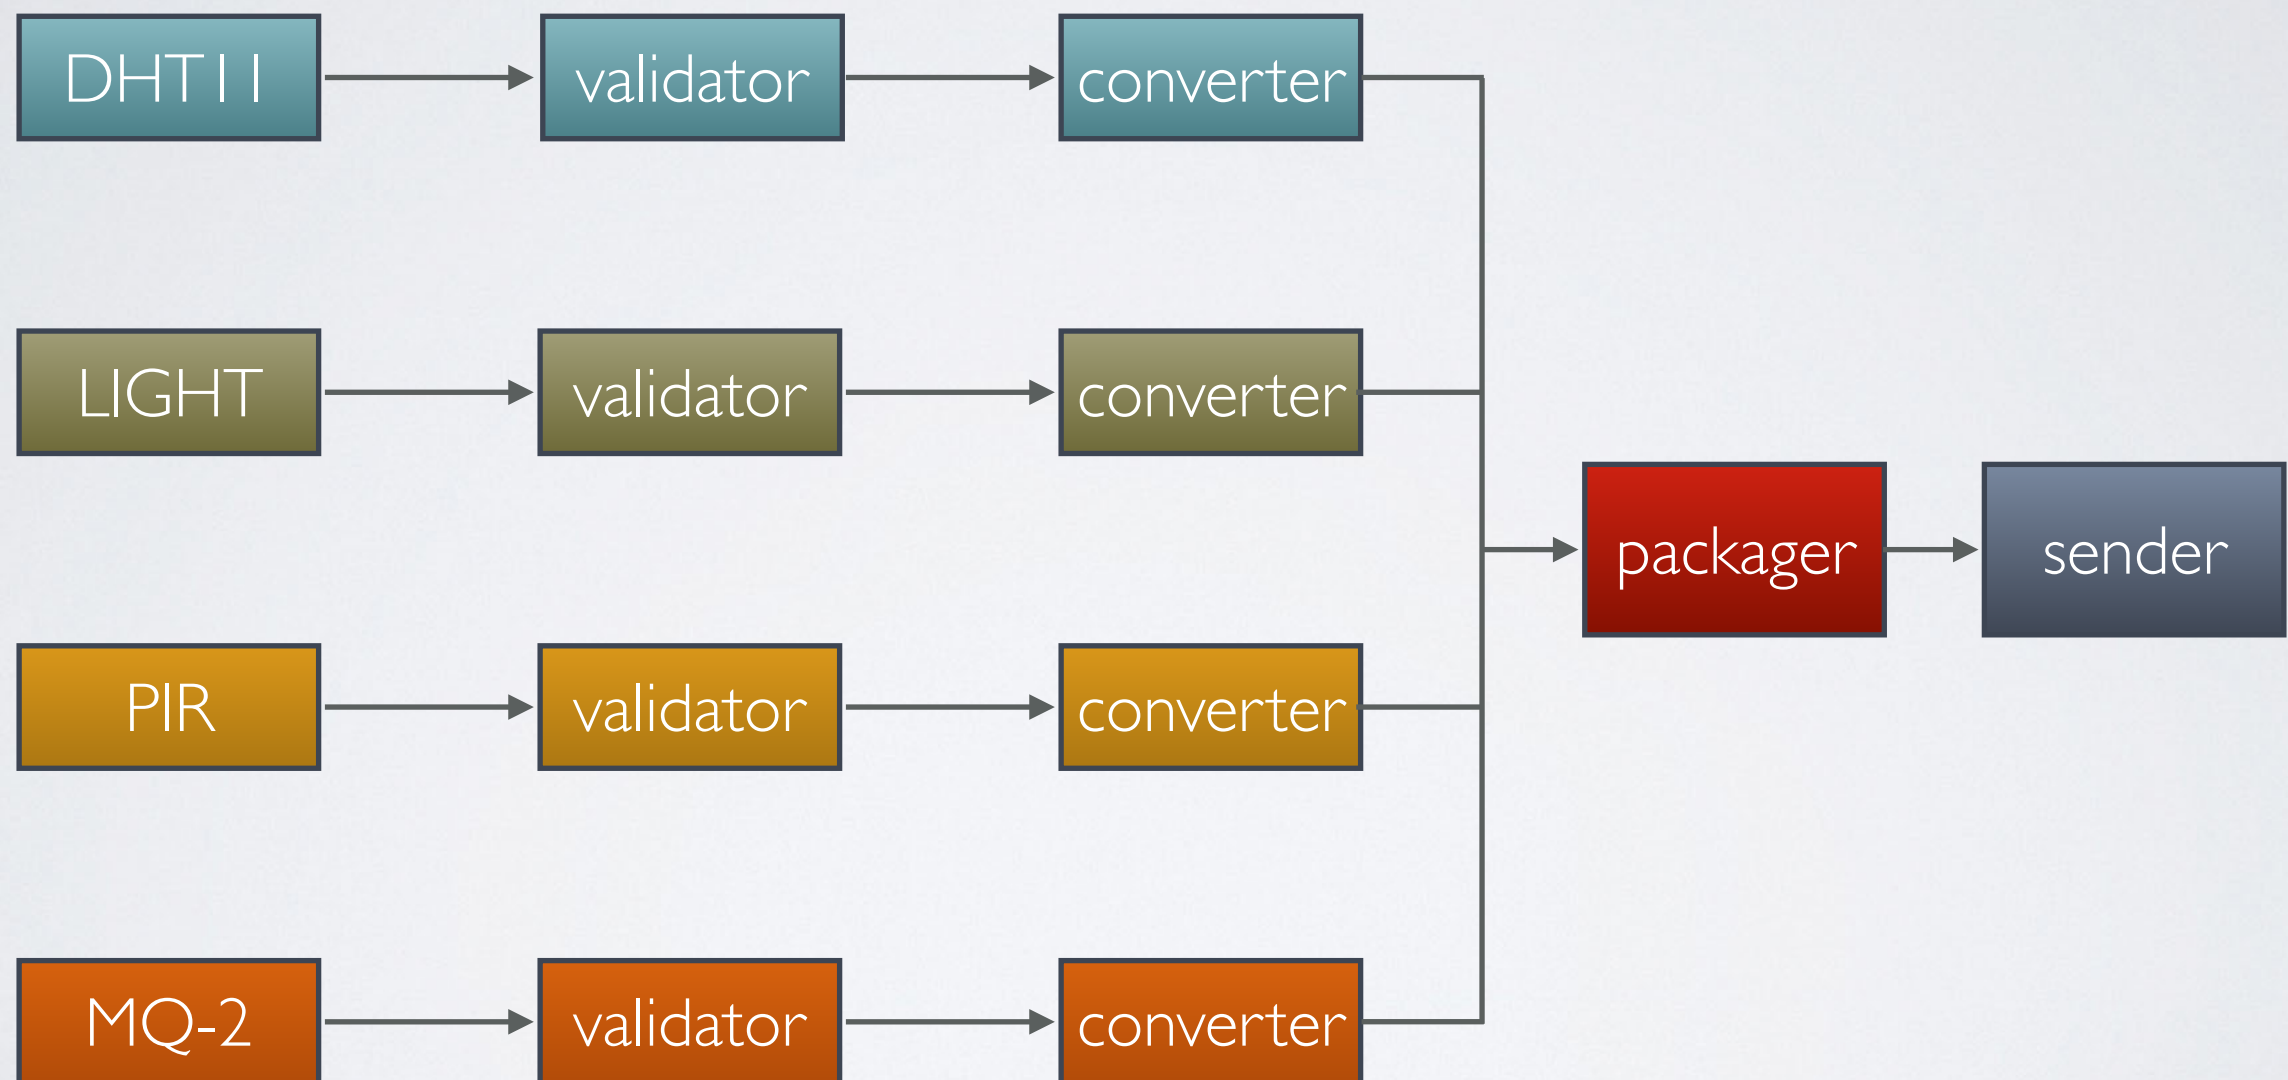 DHT11
validator
converter
LIGHT
validator
converter
packager
sender
PIR
validator
converter
MQ-2
validator
converter